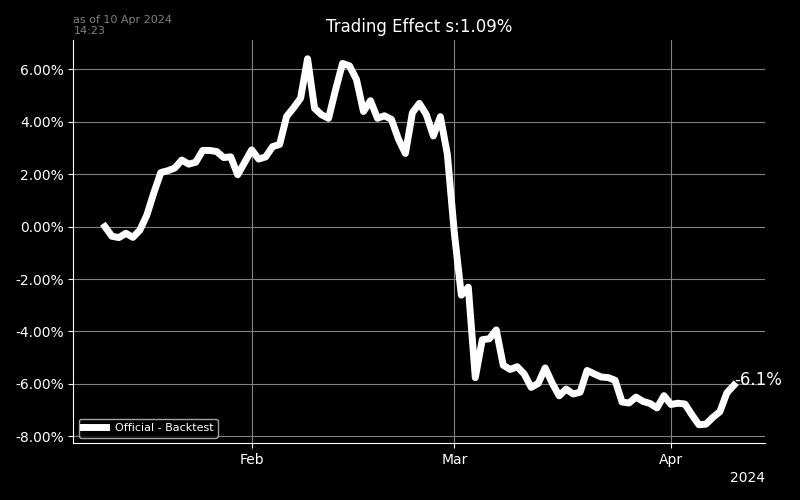 as of 10 Apr 2024
14:23
Trading Effect s:1.09%
6.00%
4.00%
2.00%
0.00%
-2.00%
-4.00%
-6.00%
-8.00%
-6.1%
Official - Backtest
Feb
Mar
Apr
2024